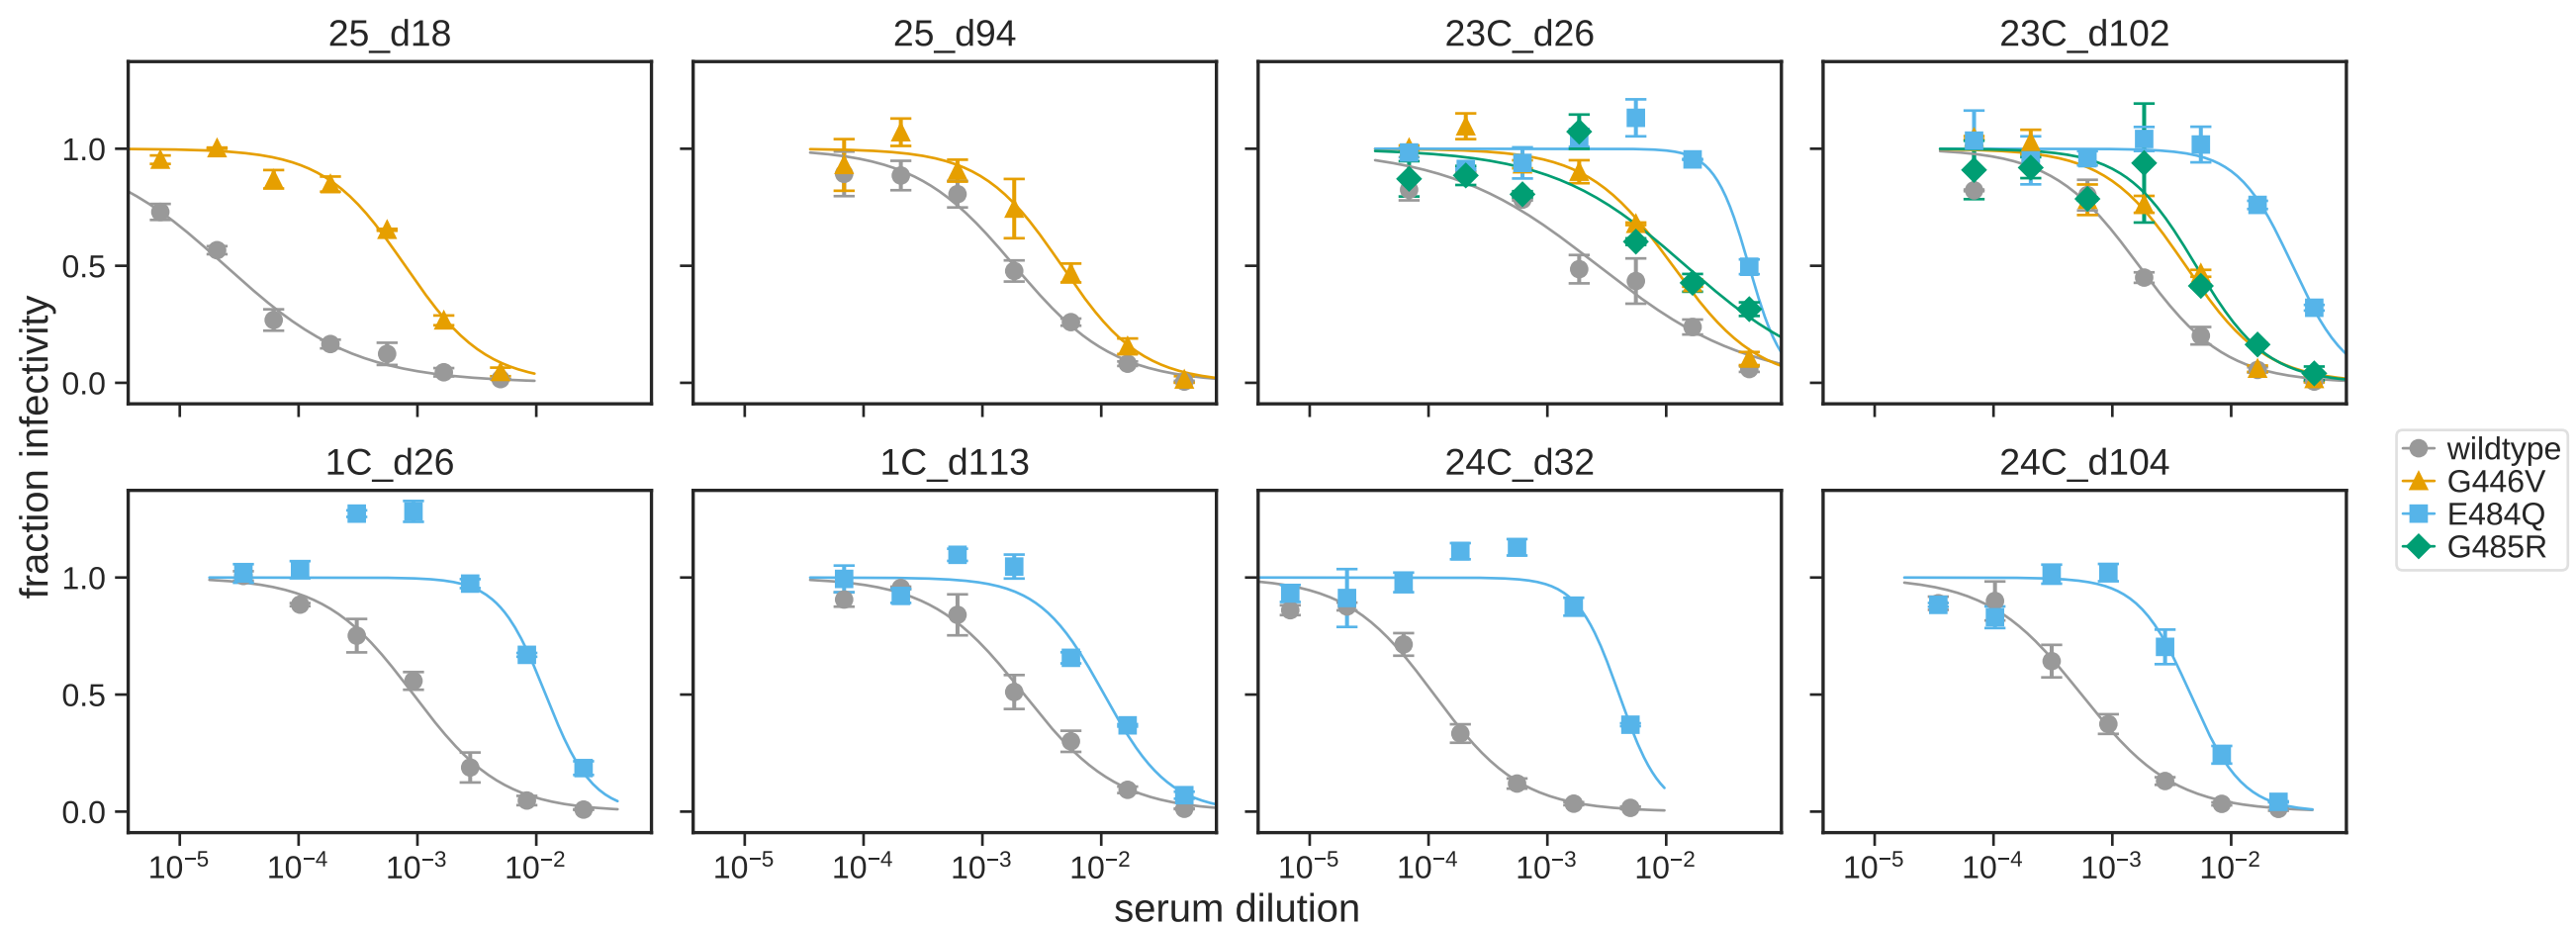 25_d18
25_d94
23C_d26
23C_d102
1.0
0.5
0.0
fraction infectivity
1C_d26
1C_d113
24C_d32
24C_d104
1.0
0.5
0.0
10⁻⁵ 10⁻⁴ 10⁻³ 10⁻²
10⁻⁵ 10⁻⁴ 10⁻³ 10⁻²
10⁻⁵ 10⁻⁴ 10⁻³ 10⁻²
10⁻⁵ 10⁻⁴ 10⁻³ 10⁻²
serum dilution
wildtype
G446V
E484Q
G485R